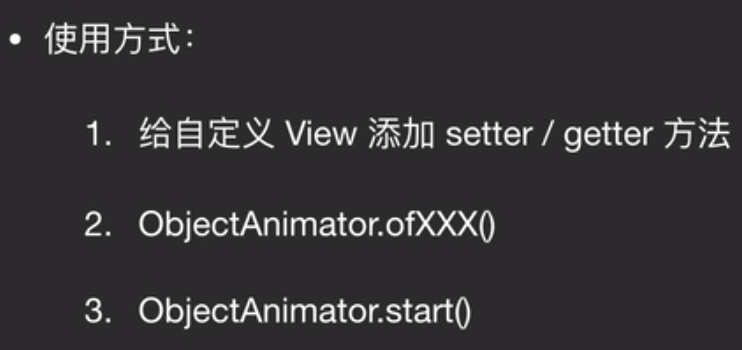 • 使用方式：
1. 给自定义 View 添加 setter / getter 方法
2. ObjectAnimator.ofXXX()
3. ObjectAnimator.start()